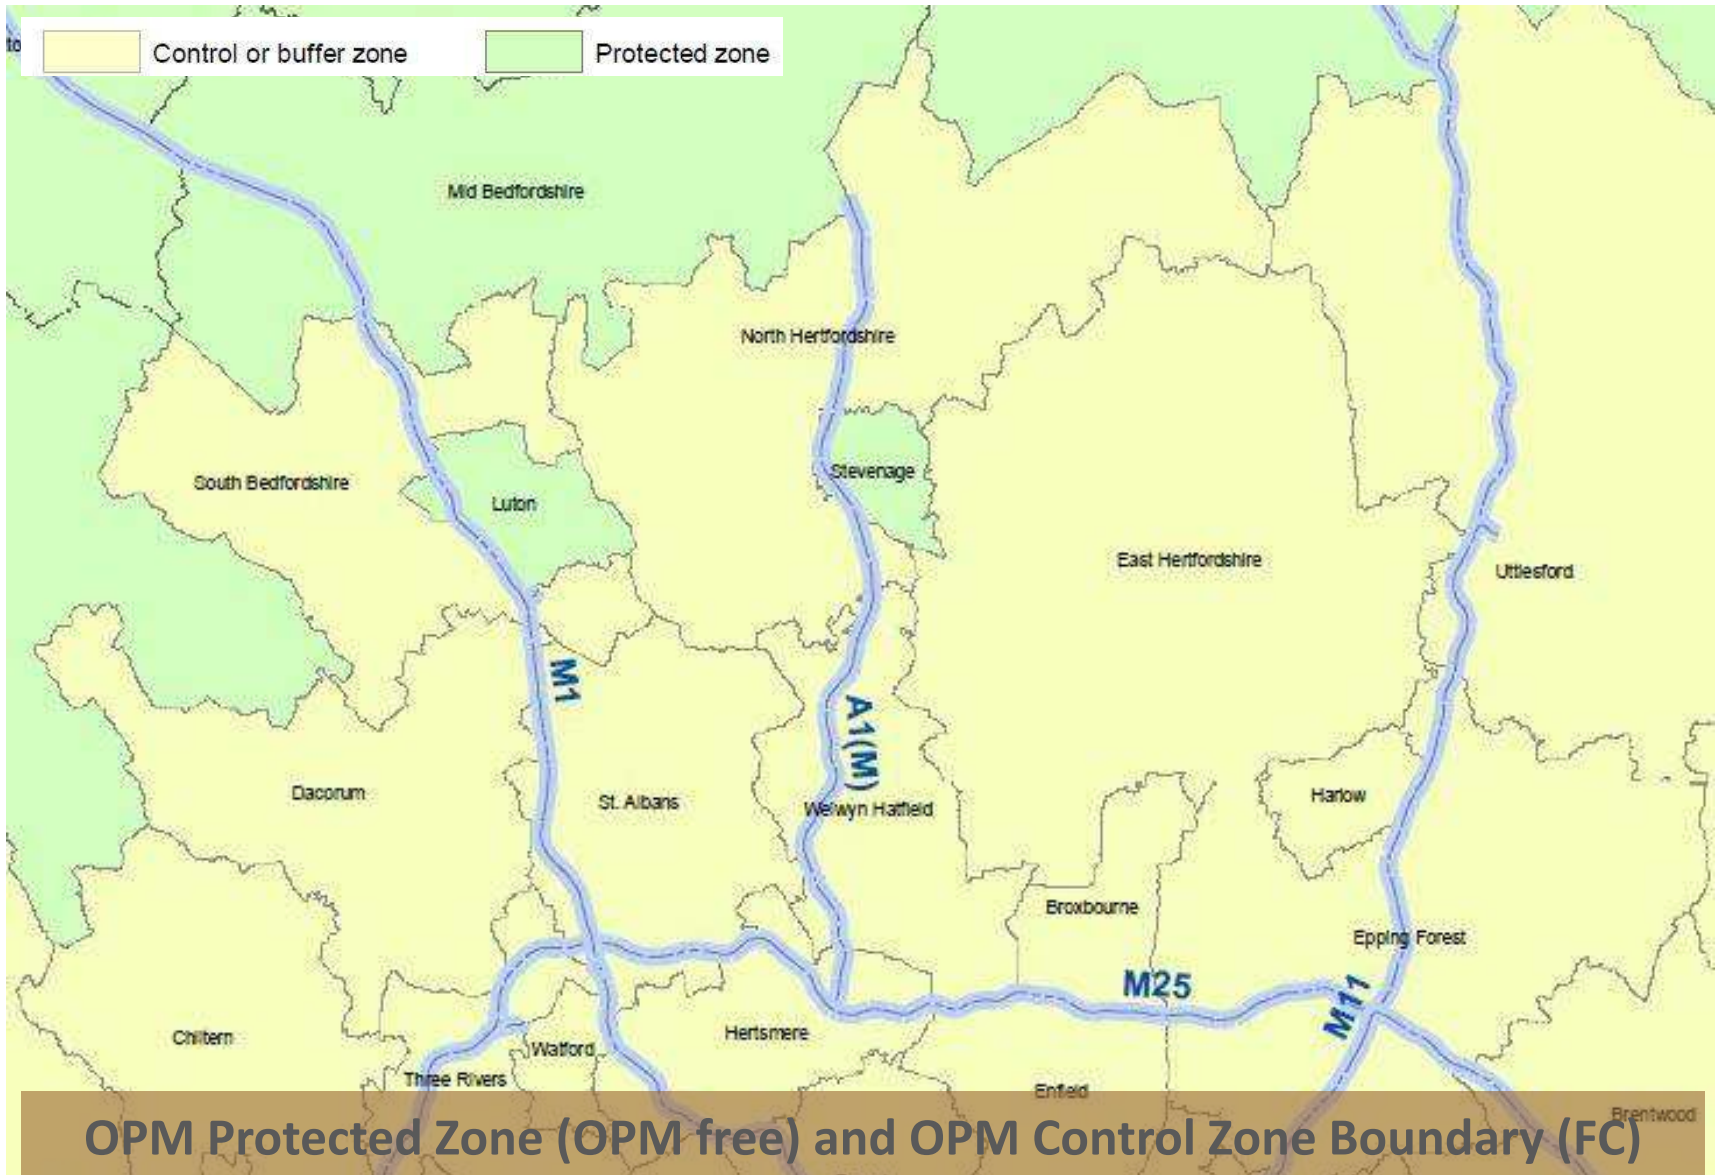 to
Control or buffer zone
Protected zone
Mid Bedfordshire
North Hertfordshire
Stevenage
South Bedfordshire
Luton
East Hertfordshire
Uttlesford
M1
A1(M)
Dacorum
St. Albans
Welwyn Hatfield
Harlow
Broxbourne
Epping Forest
M25
M11
Chiltern
Hertsmere
Watford
Three Rivers
Enfield
Brentwood
OPM Protected Zone (OPM free) and OPM Control Zone Boundary (FC)